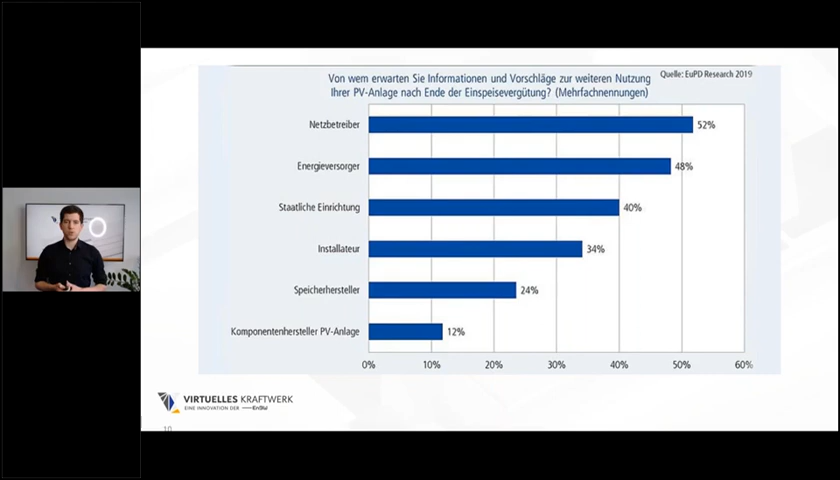 Von wem erwarten Sie Informationen und Vorschläge zur weiteren Nutzung
Ihrer PV-Anlage nach Ende der Einspeisevergütung? (Mehrfachnennungen)
Quelle: EuPD Research 2019
Netzbetreiber 52%
Energieversorger 48%
Staatliche Einrichtung 40%
Installateur 34%
Speicherhersteller 24%
Komponentenhersteller PV-Anlage 12%
0% 10% 20% 30% 40% 50% 60%
VIRTUELLES KRAFTWERK
EINE INNOVATION DER EnBW
10